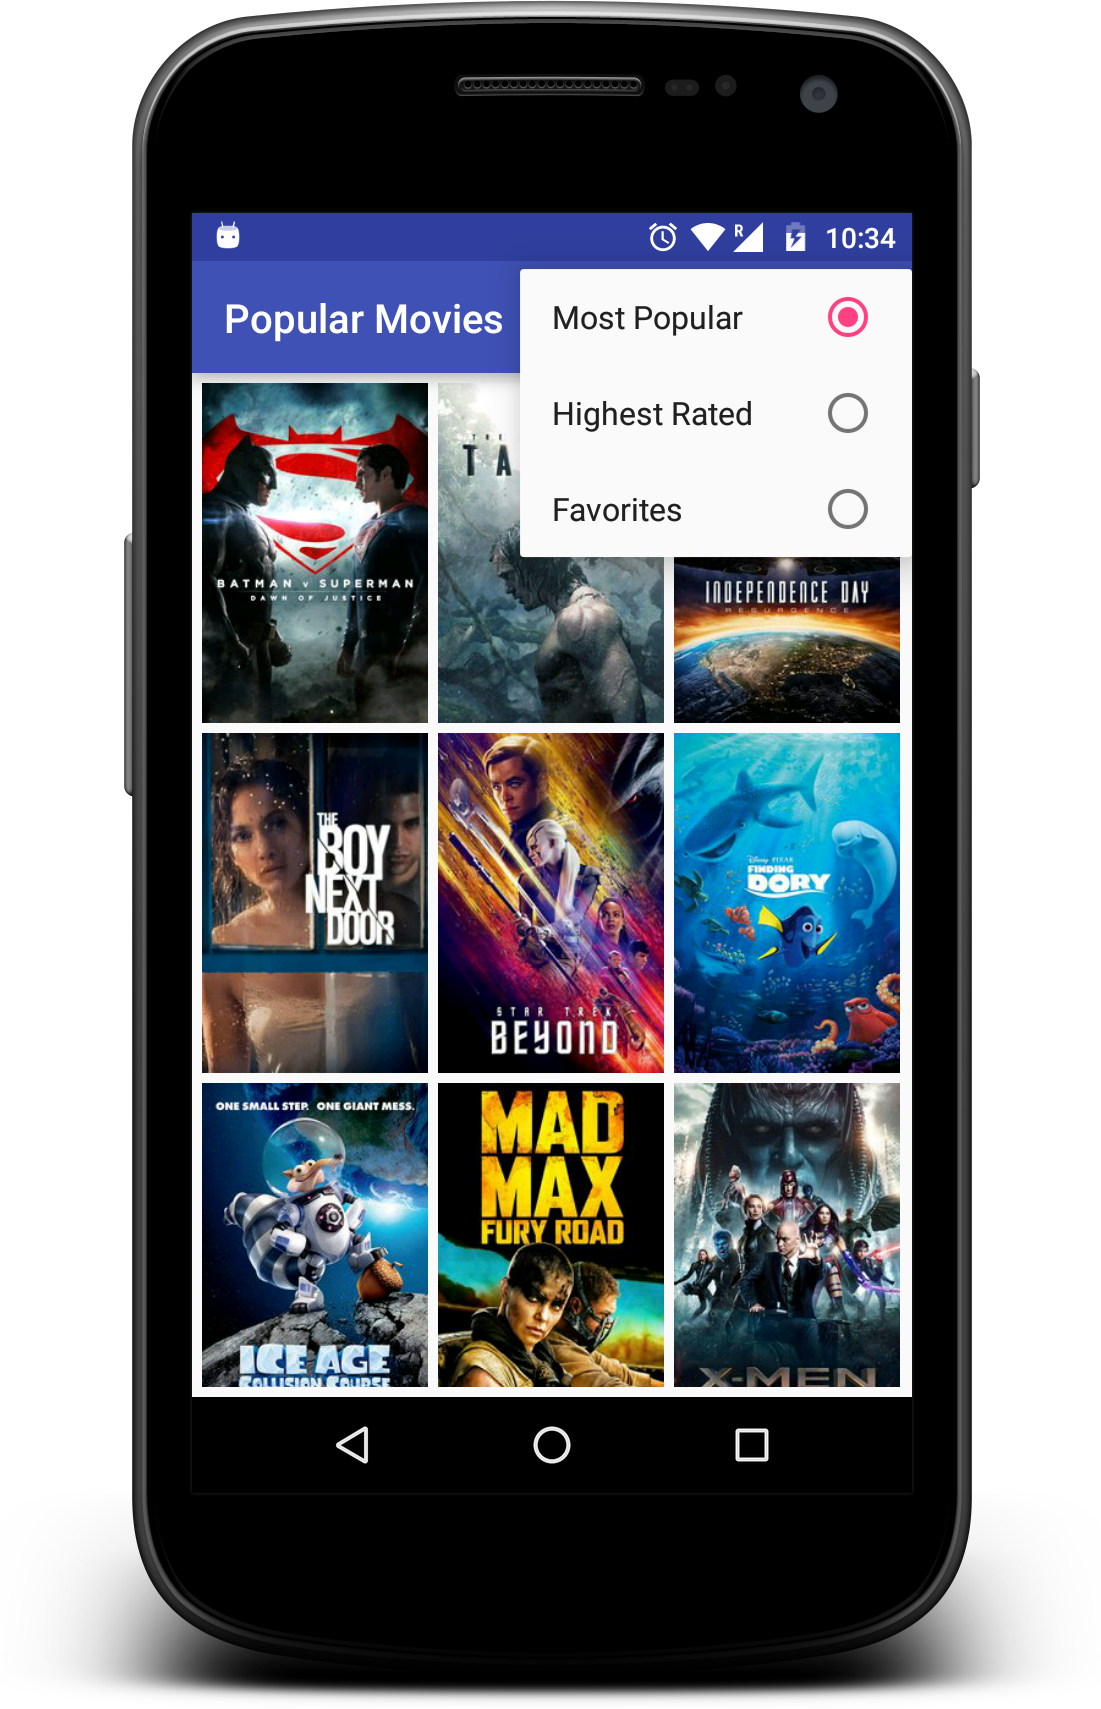 R
10:34
Popular Movies
Most Popular
Highest Rated
Favorites
THE
TA
BATMAN v SUPERMAN
DAWN OF JUSTICE
INDEPENDENCE DAY
RESURGENCE
THE
BOY
NEXT
DOOR
STAR TREK
BEYOND
Disney PIXAR
FINDING
DORY
ONE SMALL STEP. ONE GIANT MESS.
ICE AGE
COLLISION COURSE
MAD
MAX
FURY ROAD
X-MEN